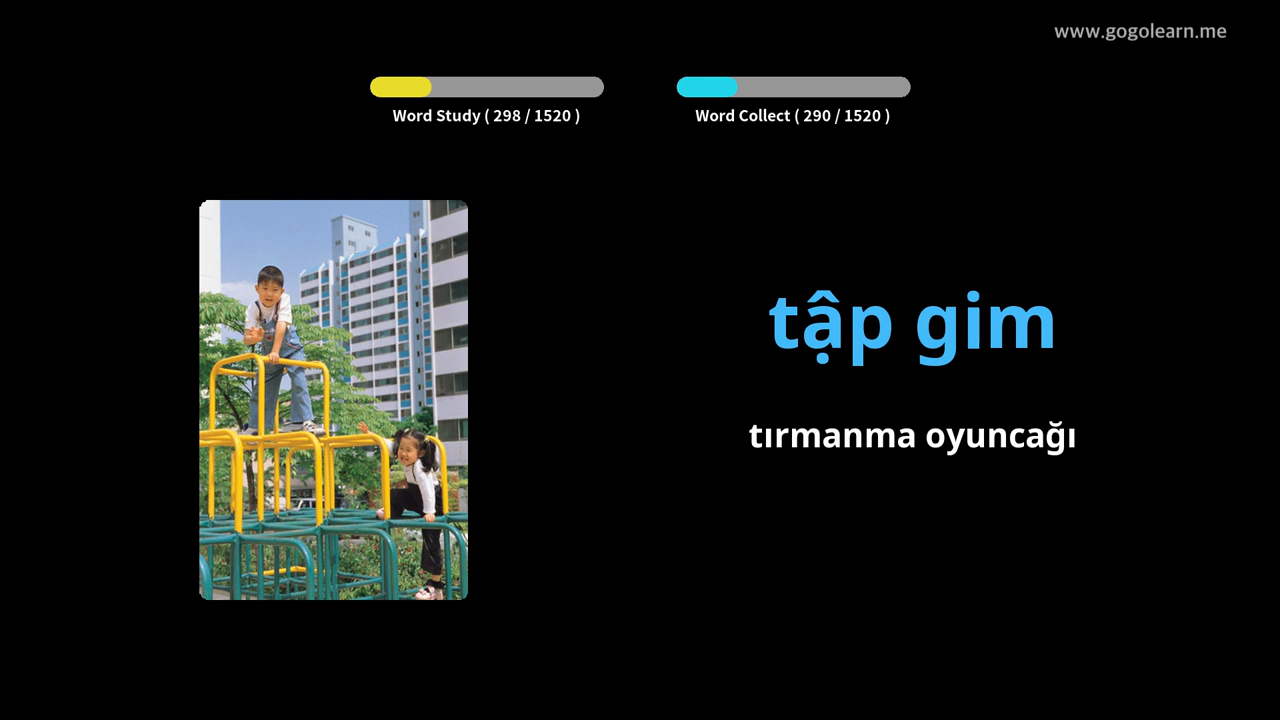 www.gogolearn.me
Word Study ( 298 / 1520 )
Word Collect ( 290 / 1520 )
tập gim
tırmanma oyuncağı